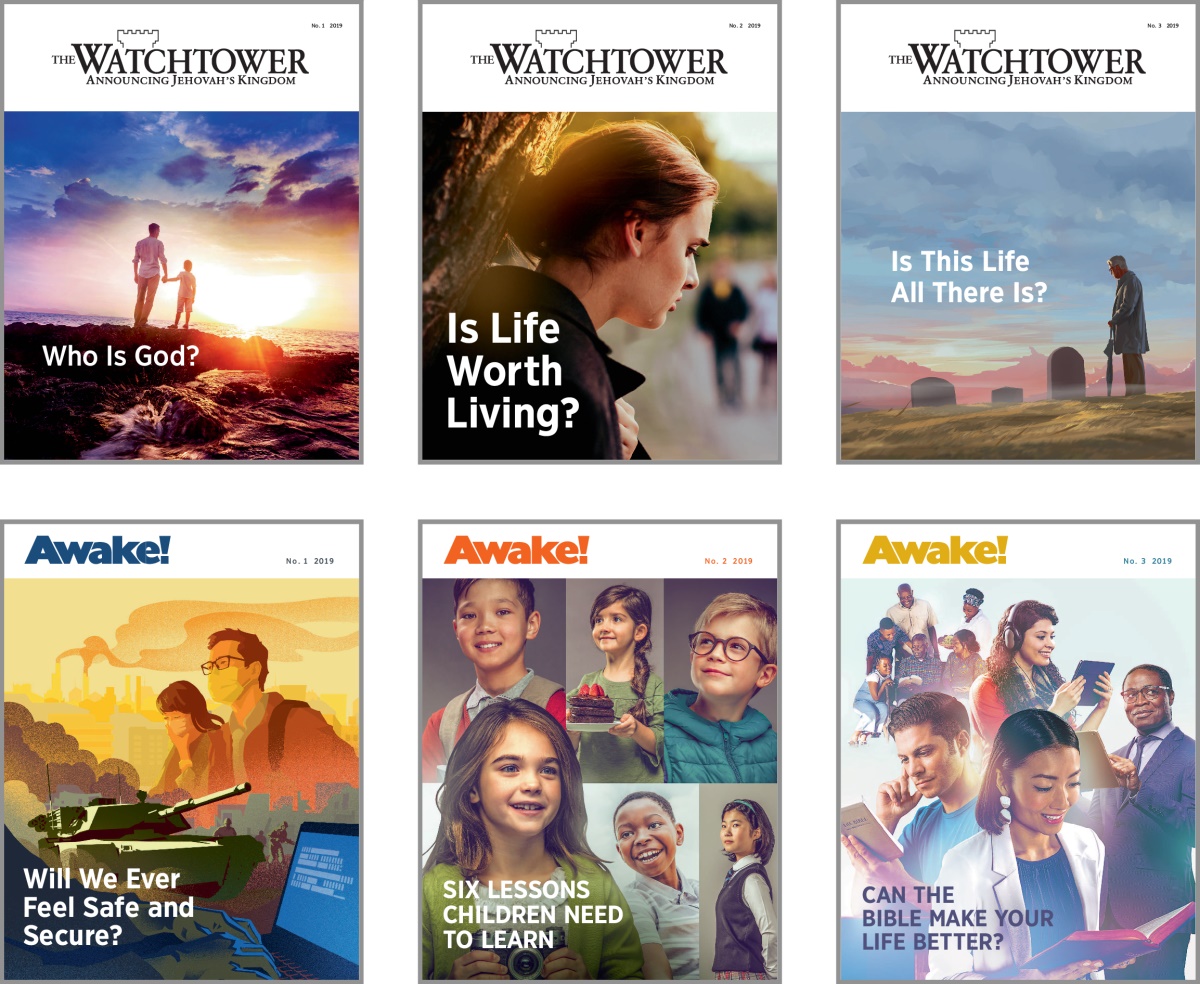 No. 1 2019
THE WATCHTOWER
ANNOUNCING JEHOVAH'S KINGDOM
Who Is God?
No. 2 2019
THE WATCHTOWER
ANNOUNCING JEHOVAH'S KINGDOM
Is Life
Worth
Living?
No. 3 2019
THE WATCHTOWER
ANNOUNCING JEHOVAH'S KINGDOM
Is This Life
All There Is?
Awake!
No. 1 2019
Will We Ever
Feel Safe and
Secure?
Awake!
No. 2 2019
SIX LESSONS
CHILDREN NEED
TO LEARN
Awake!
No. 3 2019
CAN THE
BIBLE MAKE YOUR
LIFE BETTER?